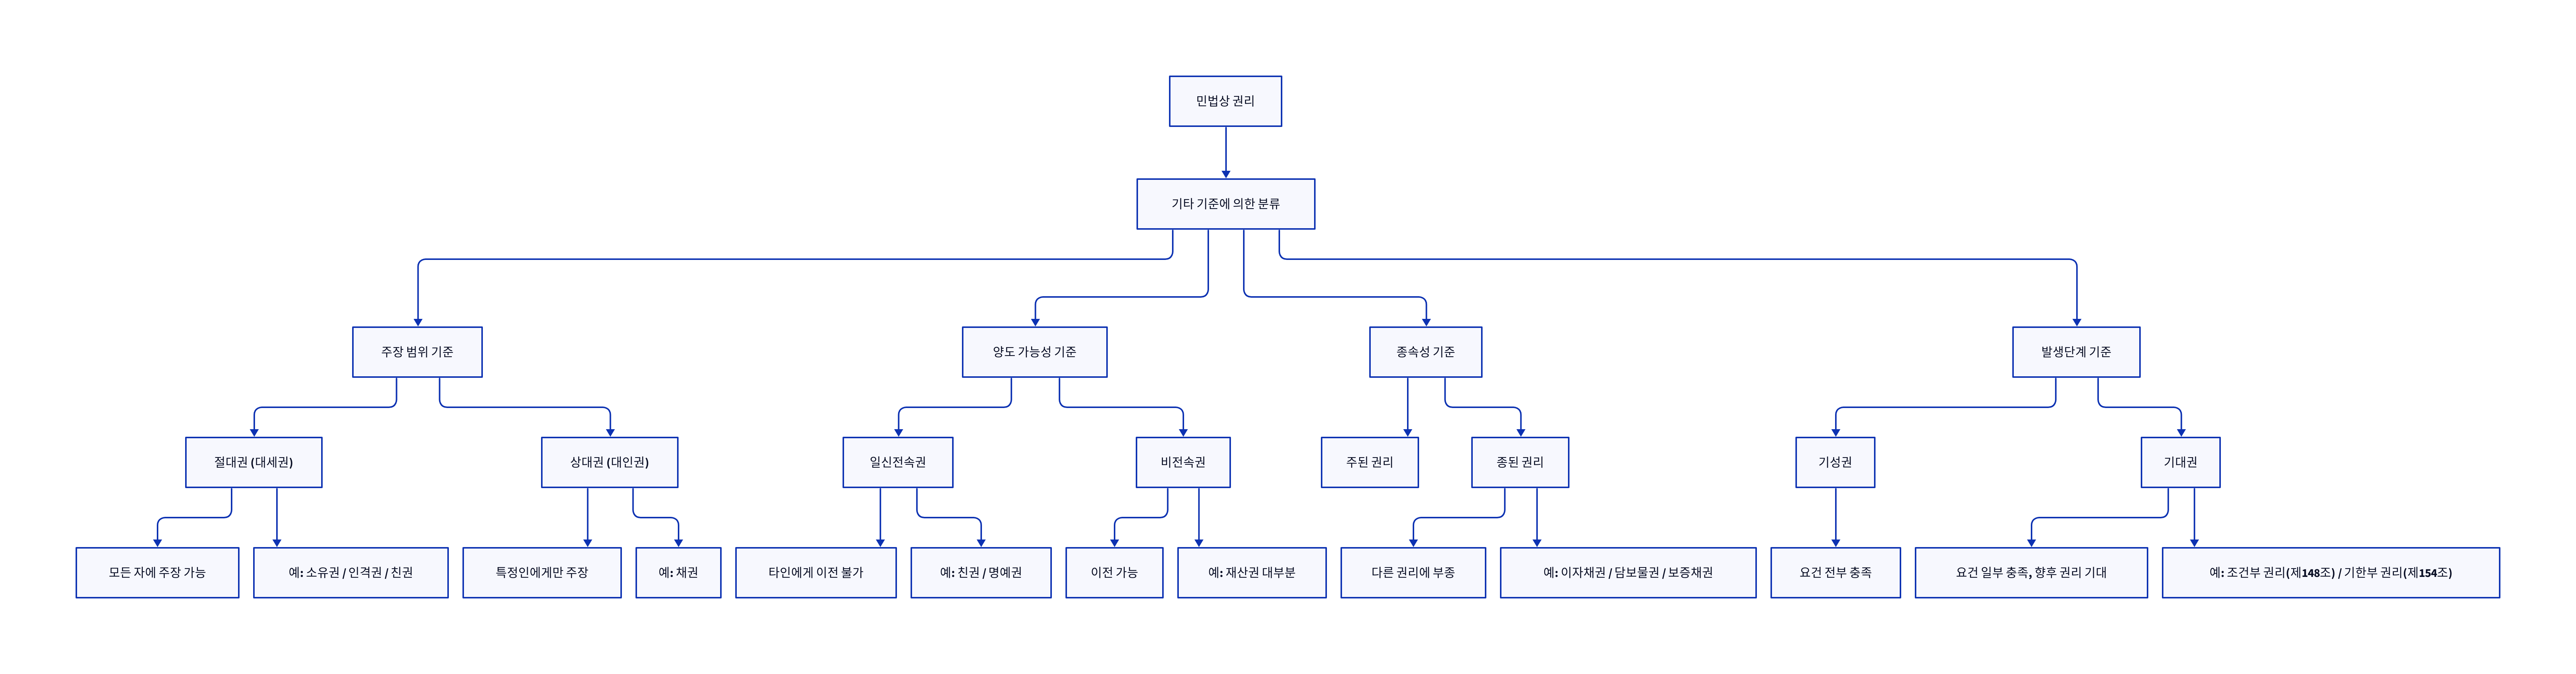 민법상 권리
기타 기준에 의한 분류
주장 범위 기준
양도 가능성 기준
종속성 기준
발생단계 기준
절대권 (대세권)
상대권 (대인권)
일신전속권
비전속권
주된 권리
종된 권리
기성권
기대권
모든 자에 주장 가능
예: 소유권 / 인격권 / 친권
특정인에게만 주장
예: 채권
타인에게 이전 불가
예: 친권 / 명예권
이전 가능
예: 재산권 대부분
다른 권리에 부종
예: 이자채권 / 담보물권 / 보증채권
요건 전부 충족
요건 일부 충족, 향후 권리 기대
예: 조건부 권리(제148조) / 기한부 권리(제154조)